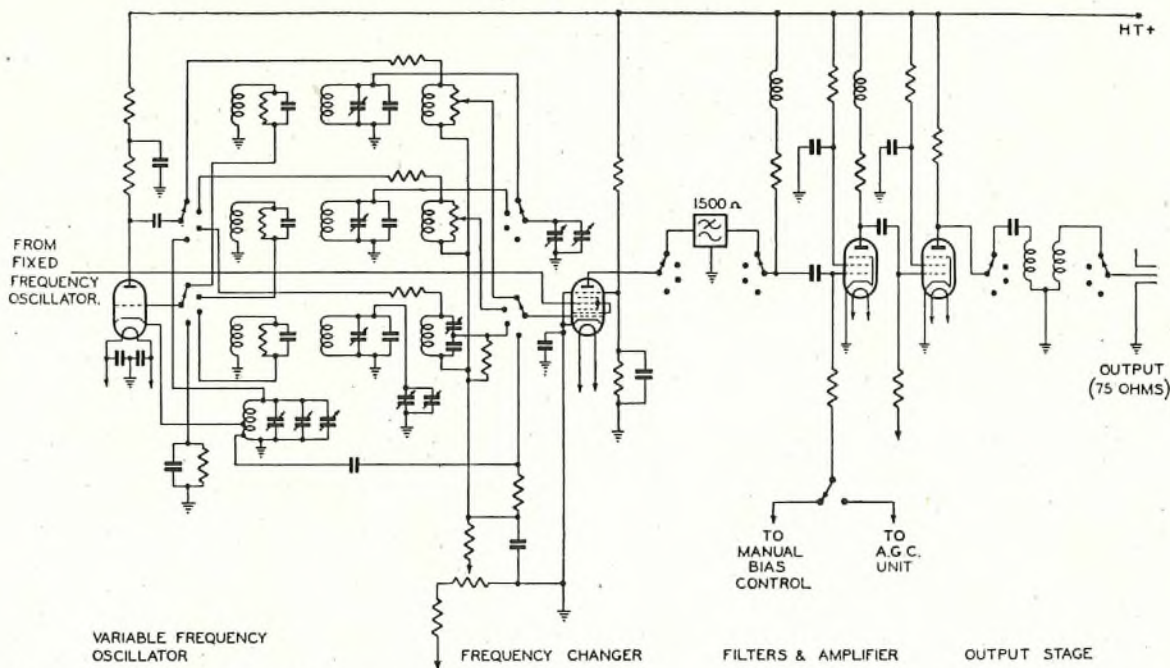 HT+
1500 Ω
FROM
FIXED
FREQUENCY
OSCILLATOR.
OUTPUT
(75 OHMS)
TO
MANUAL
BIAS
CONTROL
TO
A.G.C.
UNIT
VARIABLE FREQUENCY
OSCILLATOR
FREQUENCY CHANGER
FILTERS & AMPLIFIER
OUTPUT STAGE